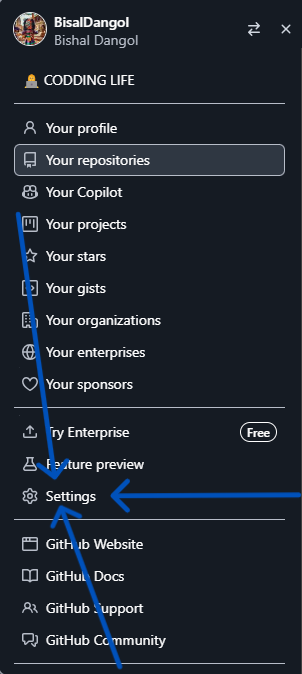 BisalDangol
Bishal Dangol
CODDING LIFE
Your profile
Your repositories
Your Copilot
Your projects
Your stars
Your gists
Your organizations
Your enterprises
Your sponsors
Try Enterprise Free
Feature preview
Settings
GitHub Website
GitHub Docs
GitHub Support
GitHub Community